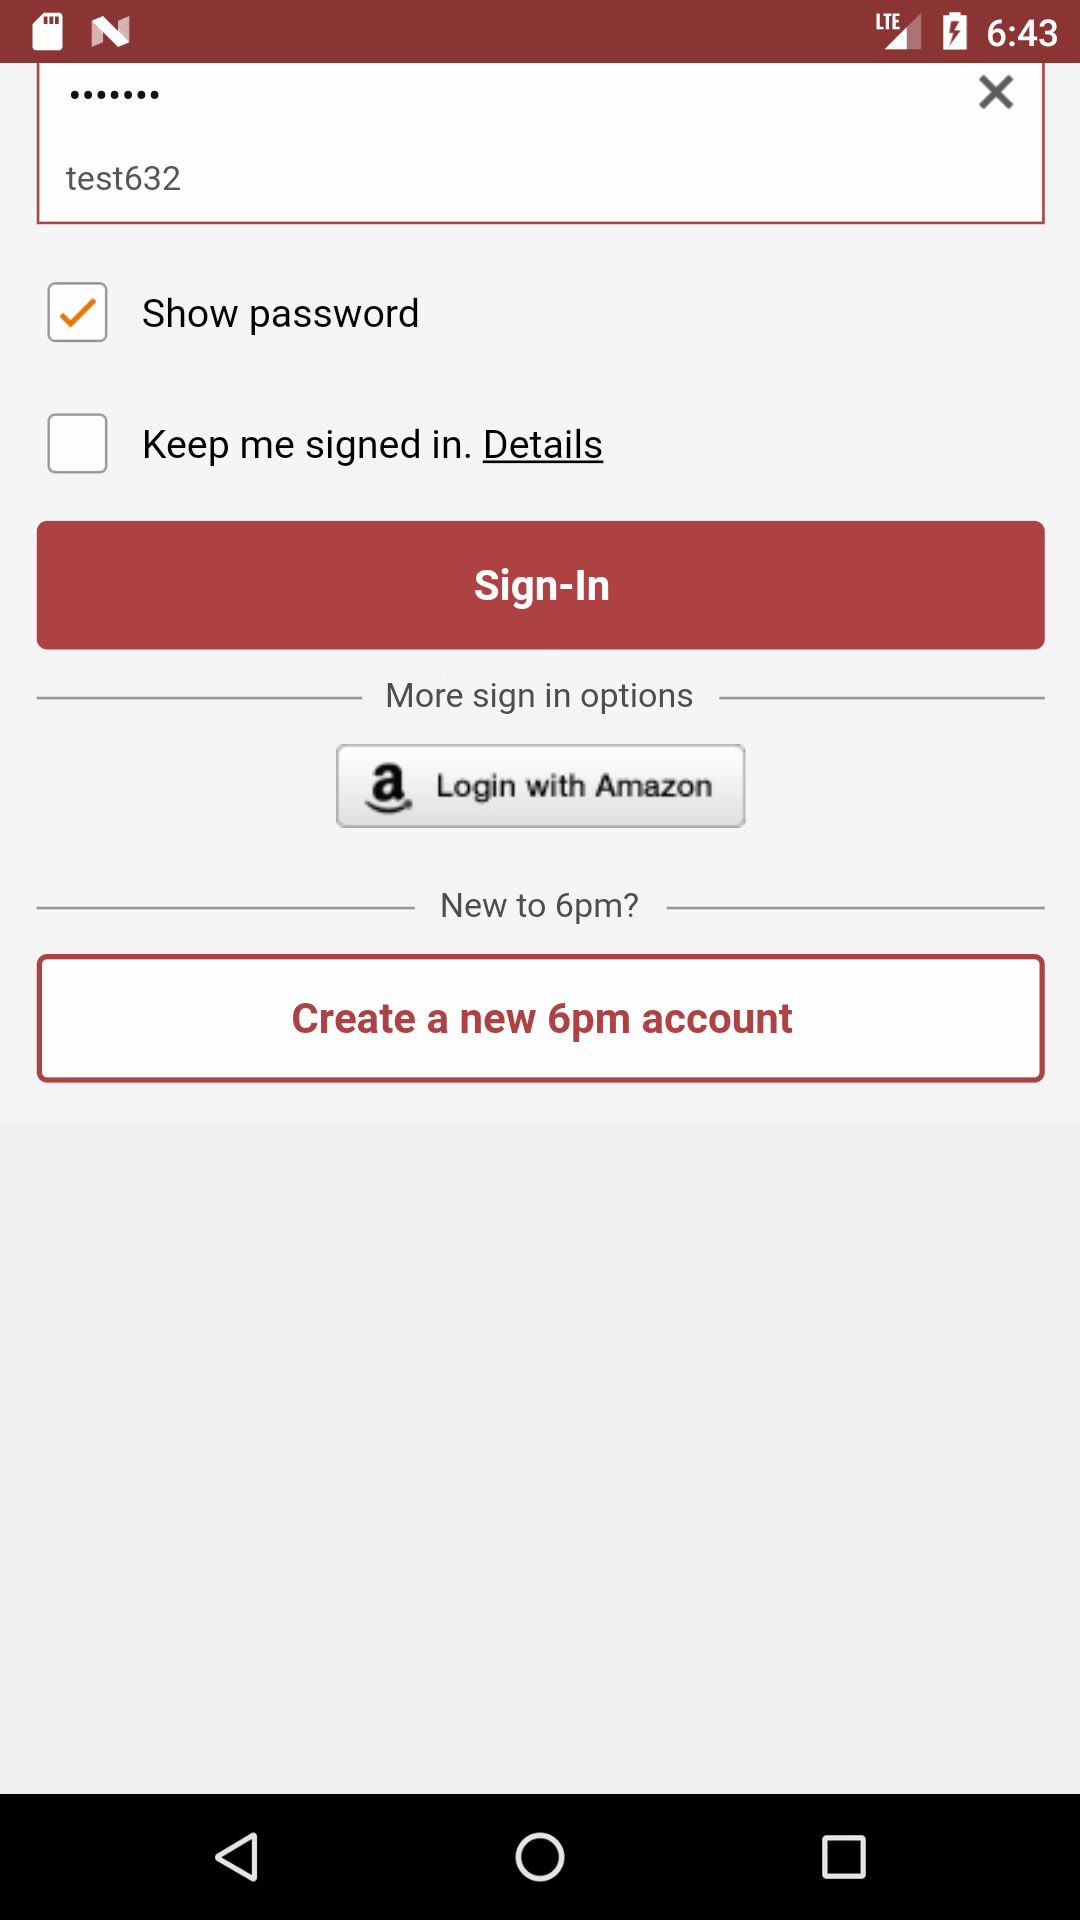 LTE 6:43
•••••••
test632
Show password
Keep me signed in. Details
Sign-In
More sign in options
a Login with Amazon
New to 6pm?
Create a new 6pm account